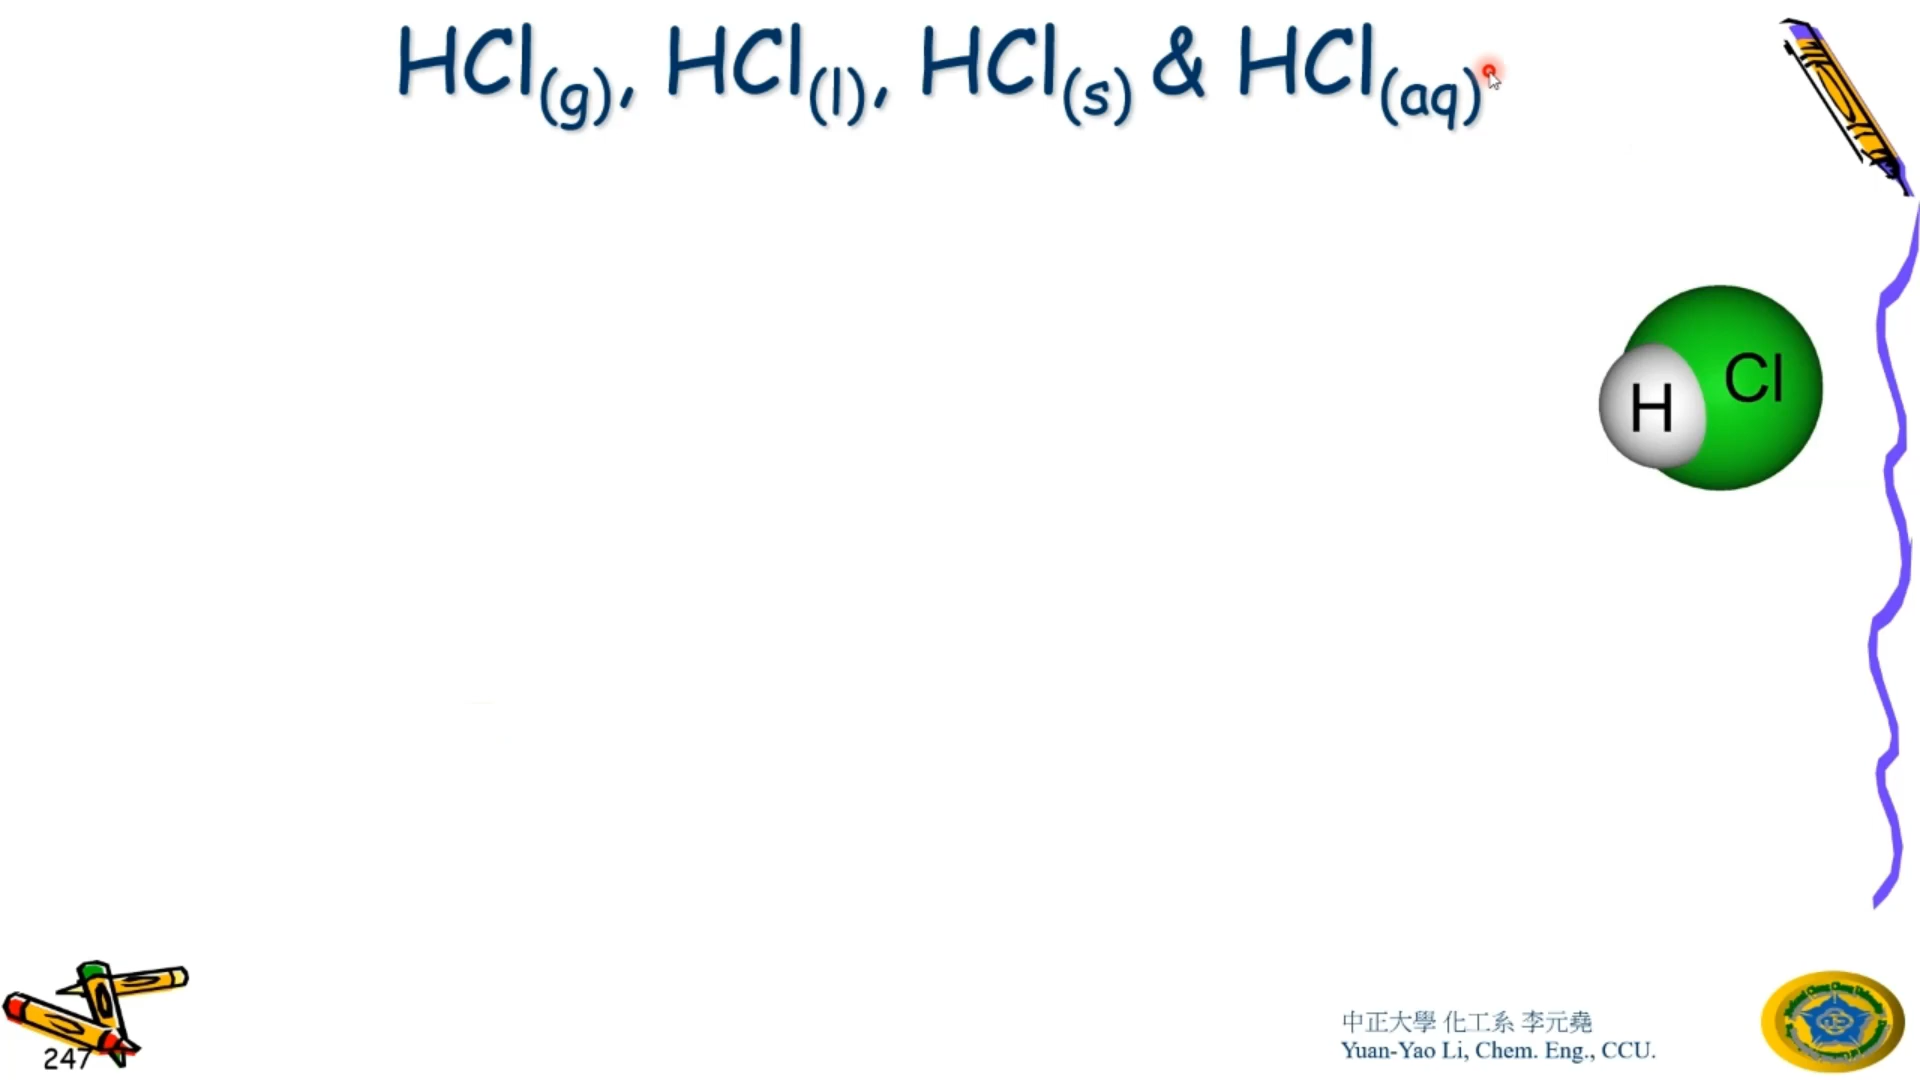 HCl(g), HCl(l), HCl(s) & HCl(aq)
Cl
H
中正大學 化工系 李元堯
Yuan-Yao Li, Chem. Eng., CCU.
247